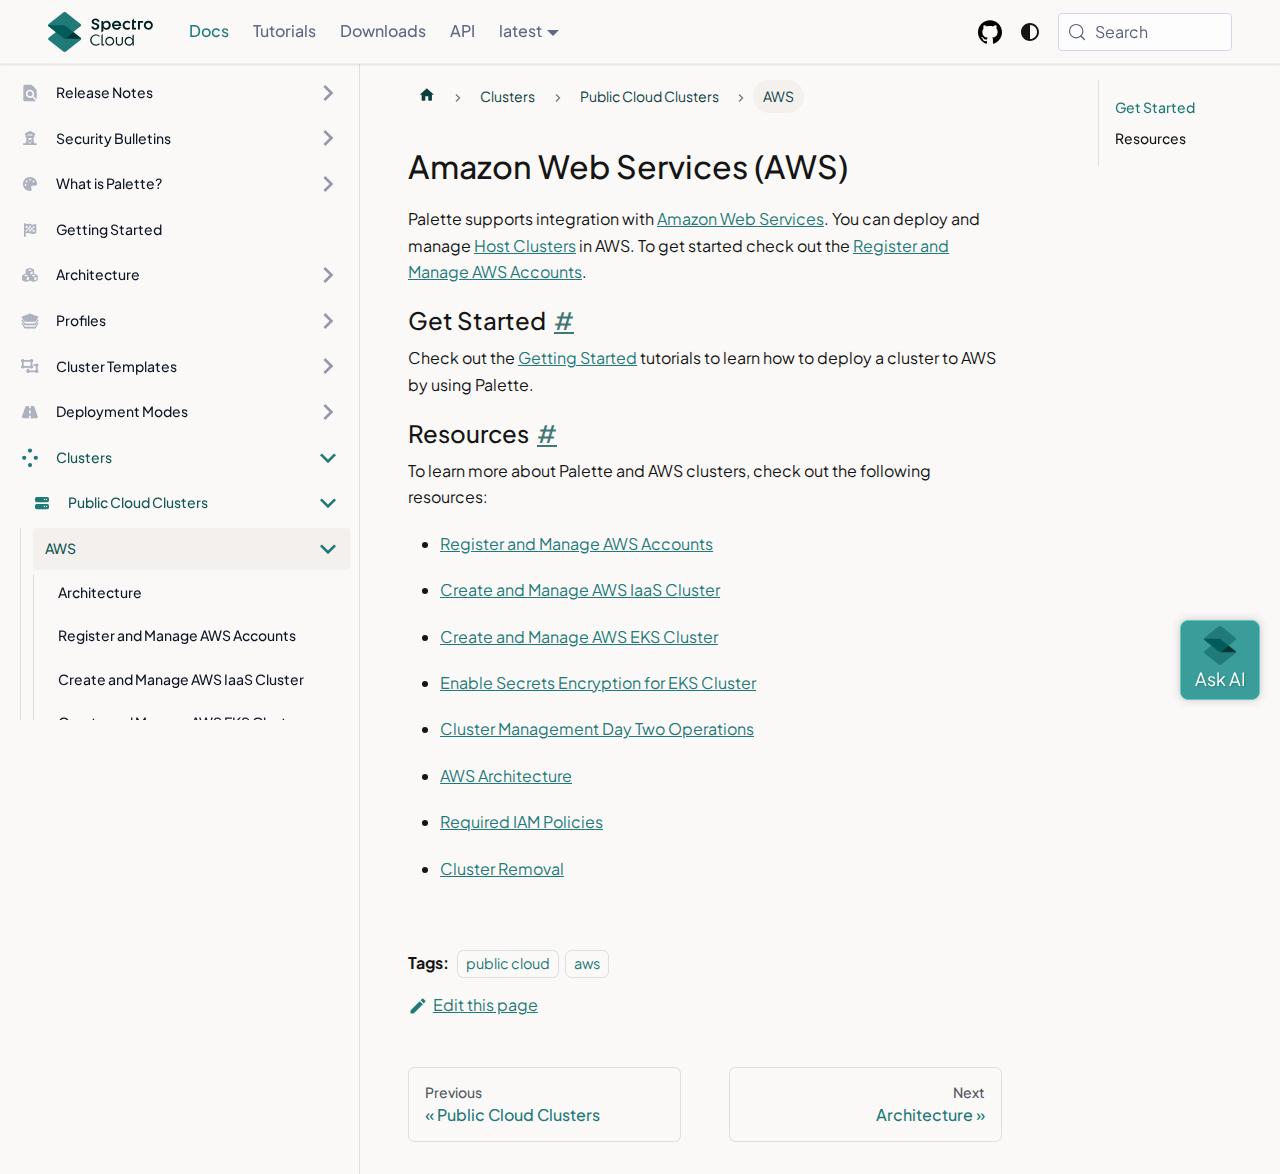 Spectro Cloud
Docs Tutorials Downloads API latest
Search
Release Notes
Security Bulletins
What is Palette?
Getting Started
Architecture
Profiles
Cluster Templates
Deployment Modes
Clusters
Public Cloud Clusters
AWS
Architecture
Register and Manage AWS Accounts
Create and Manage AWS IaaS Cluster
Create and Manage AWS EKS Cluster
Clusters > Public Cloud Clusters > AWS
Amazon Web Services (AWS)
Palette supports integration with Amazon Web Services. You can deploy and
manage Host Clusters in AWS. To get started check out the Register and
Manage AWS Accounts.
Get Started #
Check out the Getting Started tutorials to learn how to deploy a cluster to AWS
by using Palette.
Resources #
To learn more about Palette and AWS clusters, check out the following
resources:
Register and Manage AWS Accounts
Create and Manage AWS IaaS Cluster
Create and Manage AWS EKS Cluster
Enable Secrets Encryption for EKS Cluster
Cluster Management Day Two Operations
AWS Architecture
Required IAM Policies
Cluster Removal
Tags: public cloud aws
Edit this page
Previous
« Public Cloud Clusters
Next
Architecture »
Get Started
Resources
Ask AI